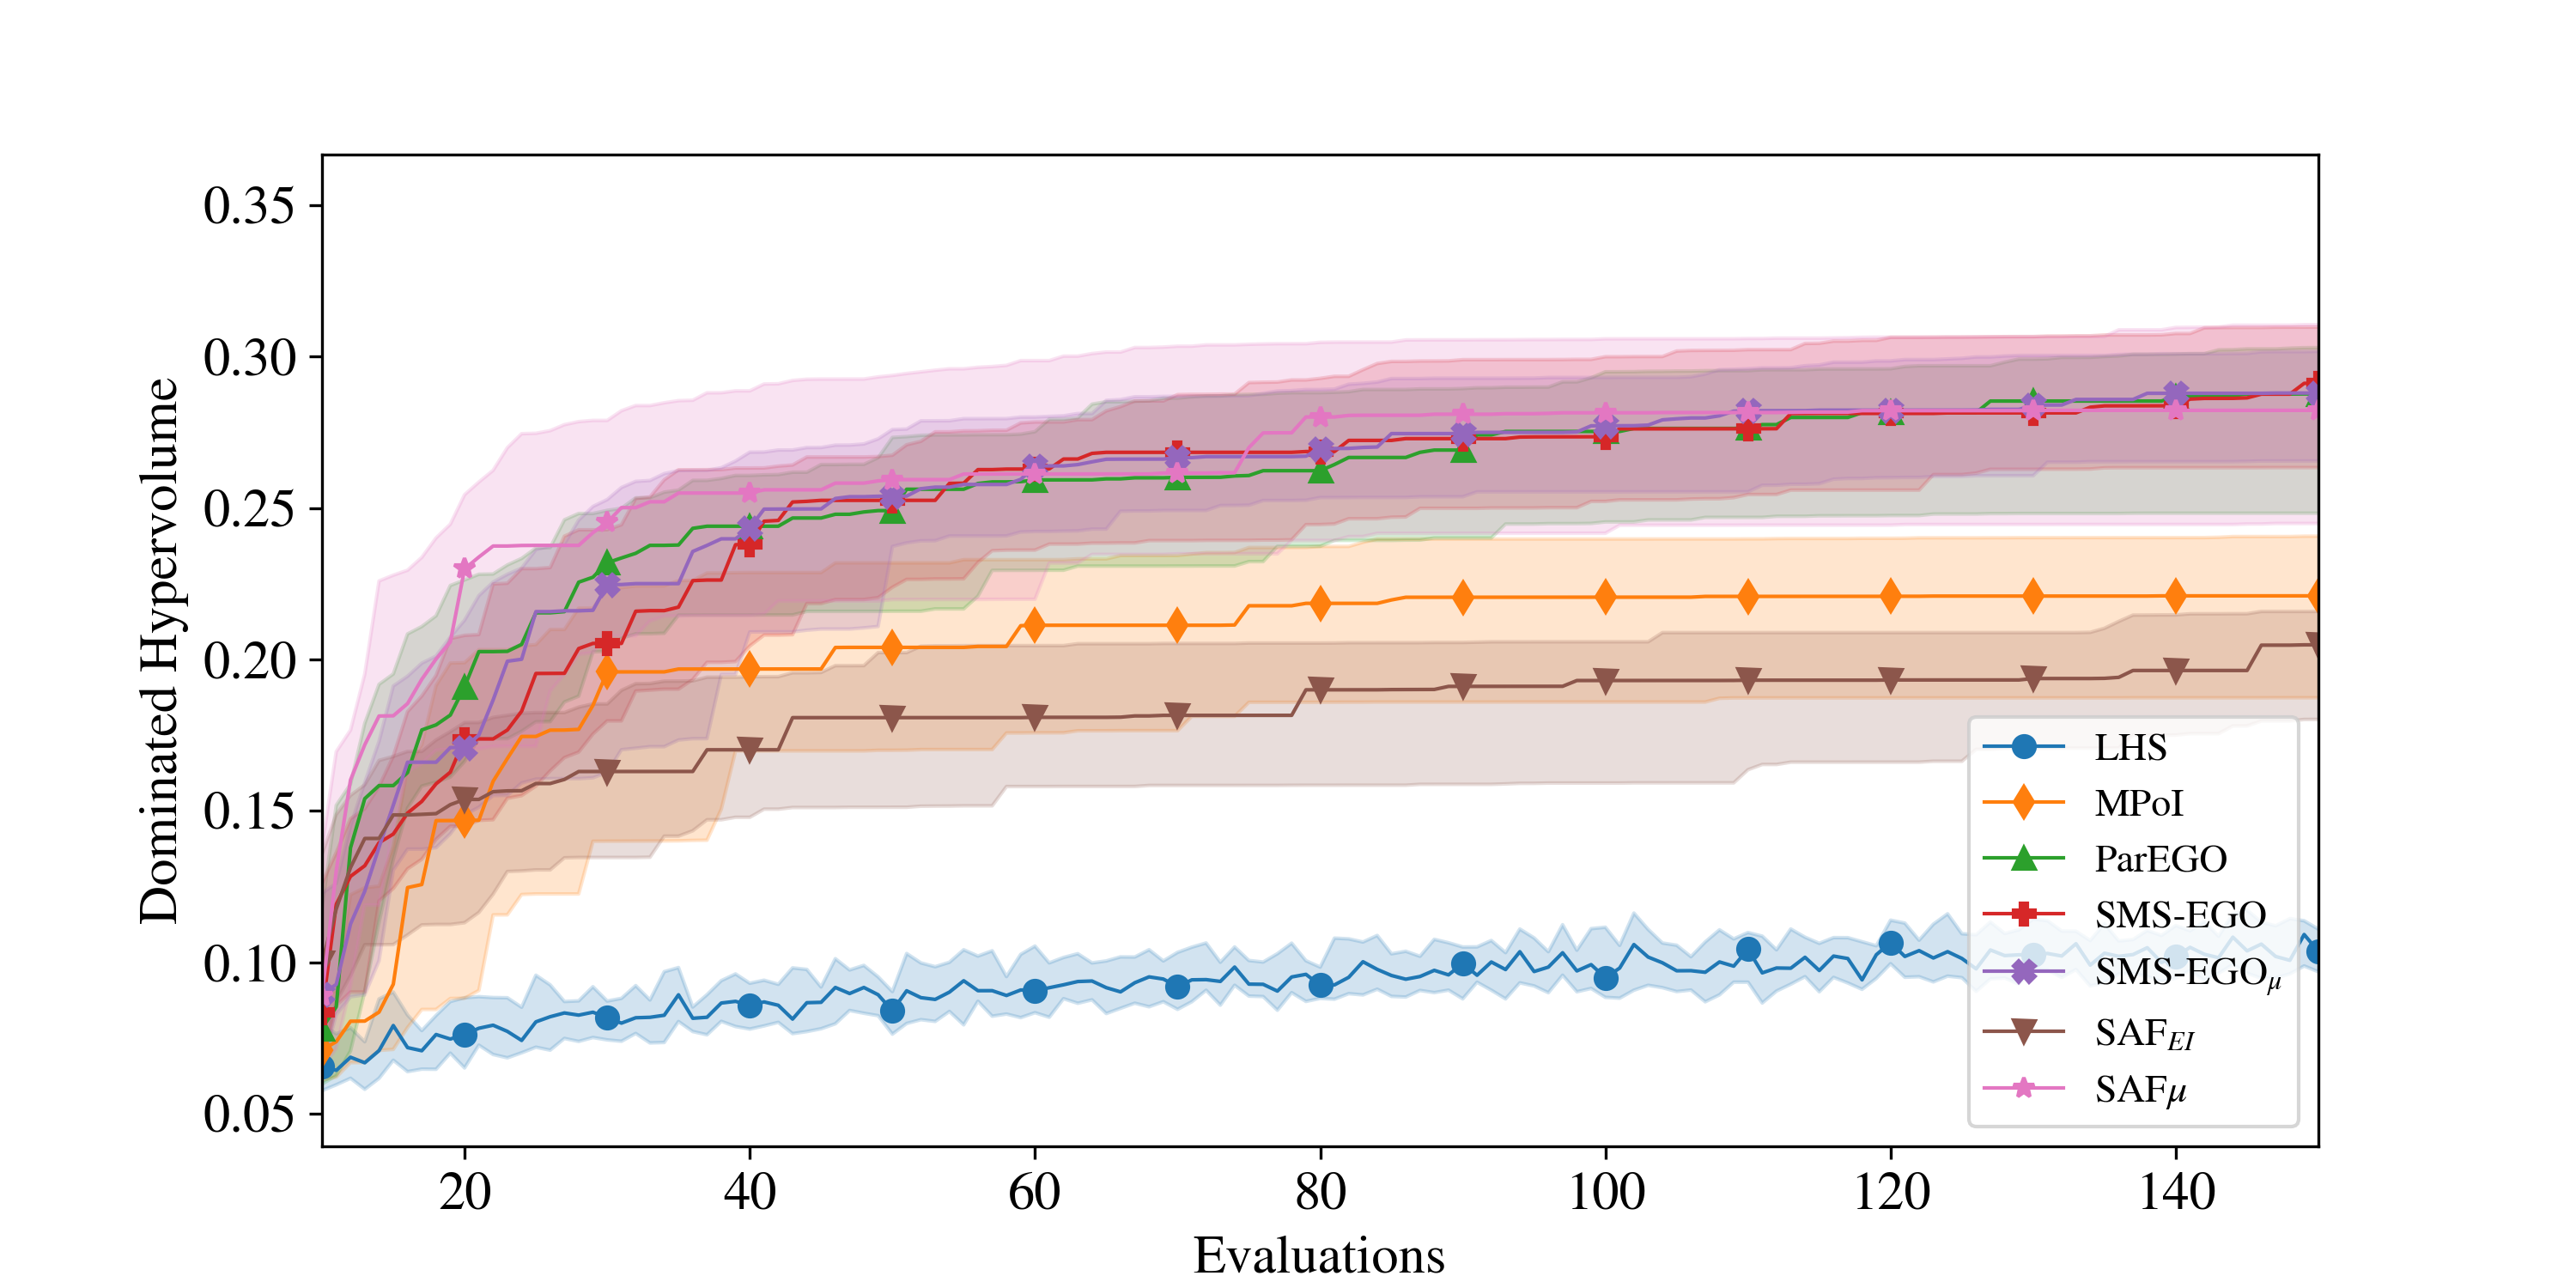 Dominated Hypervolume
0.35
0.30
0.25
0.20
0.15
0.10
0.05
20 40 60 80 100 120 140
Evaluations
LHS
MPoI
ParEGO
SMS-EGO
SMS-EGOμ
SAFEI
SAFμ